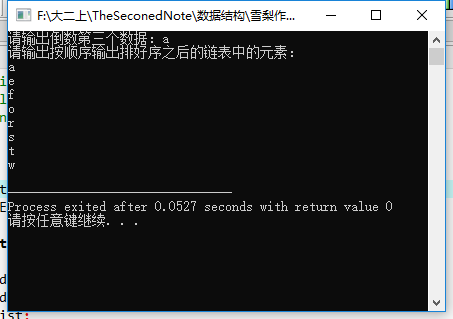 F:\大二上\TheSeconedNote\数据结构\雪梨作...
请输出倒数第三个数据: a
请输出按顺序输出排好序之后的链表中的元素:
a
e
f
o
r
s
t
w
Process exited after 0.0527 seconds with return value 0
请按任意键继续. . .
ist: